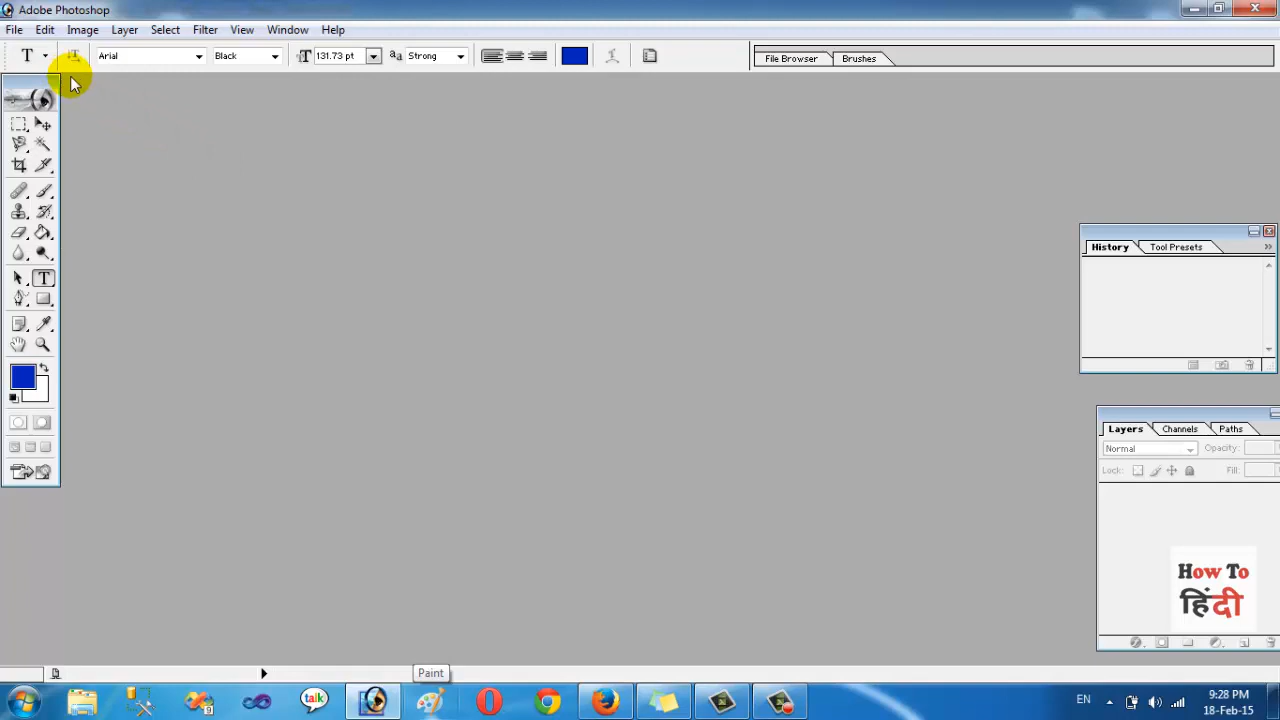 Adobe Photoshop
File Edit Image Layer Select Filter View Window Help
T Arial Black 131.73 pt aa Strong File Browser Brushes
History Tool Presets
T
Layers Channels Paths
Normal Opacity:
Lock: Fill:
How To
हिंदी
Paint
talk EN 9:28 PM
18-Feb-15